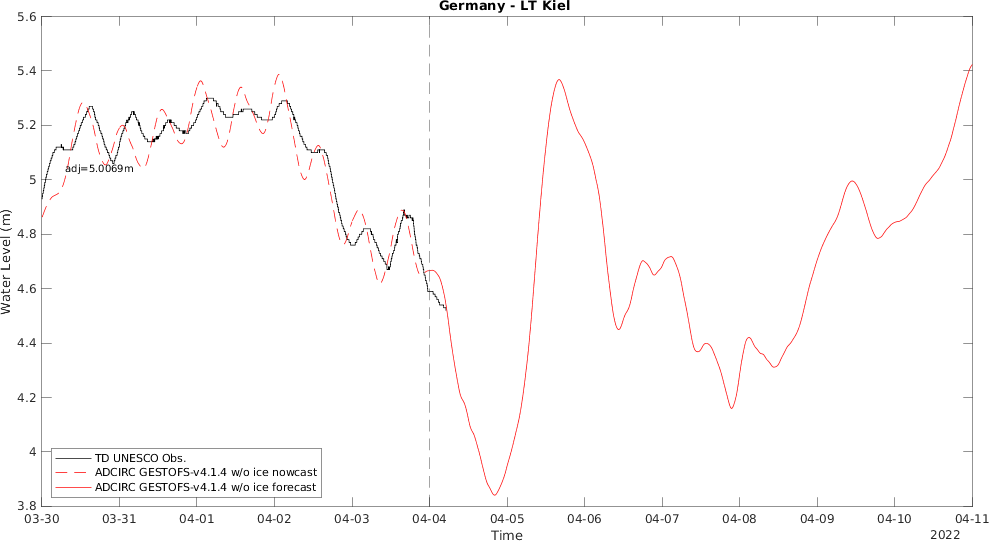 Germany - LT Kiel
5.6
5.4
5.2
5
4.8
4.6
4.4
4.2
4
3.8
Water Level (m)
adj=5.0069m
TD UNESCO Obs.
ADCIRC GESTOFS-v4.1.4 w/o ice nowcast
ADCIRC GESTOFS-v4.1.4 w/o ice forecast
03-30 03-31 04-01 04-02 04-03 04-04 04-05 04-06 04-07 04-08 04-09 04-10 04-11
Time
2022